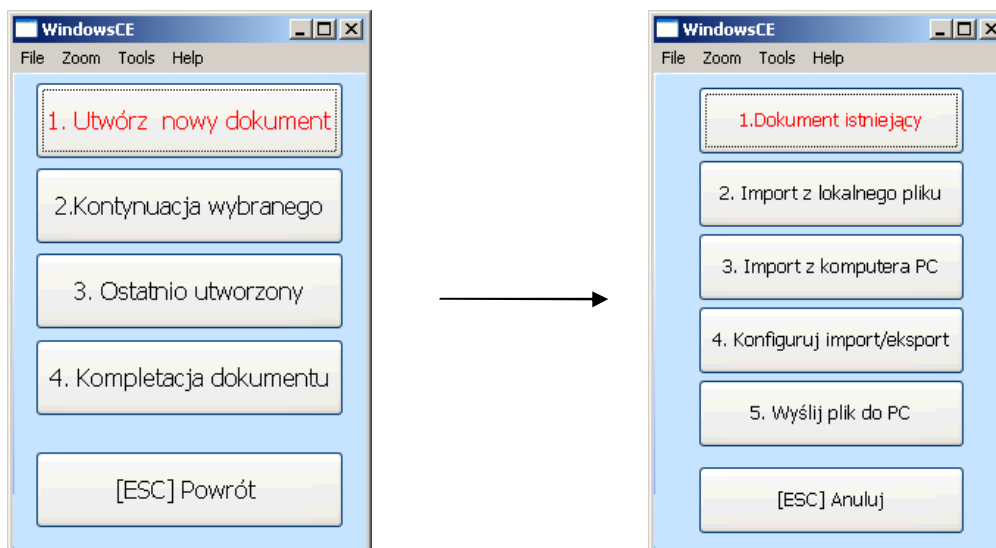 WindowsCE
File Zoom Tools Help
1. Utwórz  nowy dokument
2.Kontynuacja wybranego
3. Ostatnio utworzony
4. Kompletacja dokumentu
[ESC] Powrót
WindowsCE
File Zoom Tools Help
1.Dokument istniejący
2. Import z lokalnego pliku
3. Import z komputera PC
4. Konfiguruj import/eksport
5. Wyślij plik do PC
[ESC] Anuluj